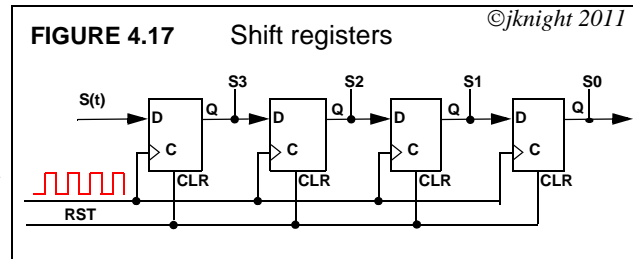 ©jknight 2011
FIGURE 4.17 Shift registers
S3 S2 S1 S0
S(t)
D Q D Q D Q D Q
C C C C
CLR CLR CLR CLR
RST